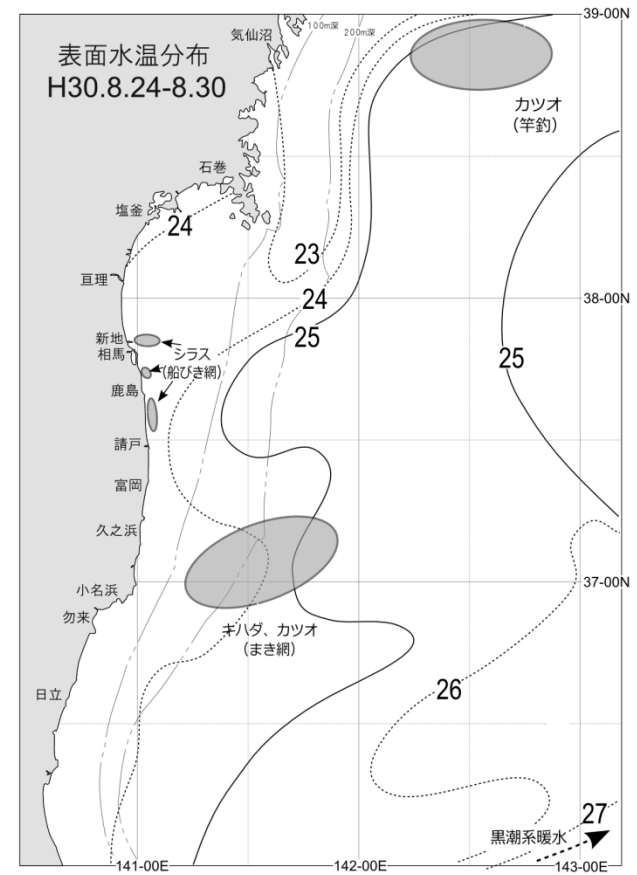 表面水温分布
H30.8.24-8.30
気仙沼
100m深
200m深
39-00N
カツオ
(竿釣)
石巻
塩釜
24
23
亘理
24
38-00N
25
新地
相馬
シラス
(船びき網)
25
鹿島
請戸
富岡
久之浜
37-00N
小名浜
勿来
キハダ、カツオ
(まき網)
26
日立
27
黒潮系暖水
141-00E
142-00E
143-00E